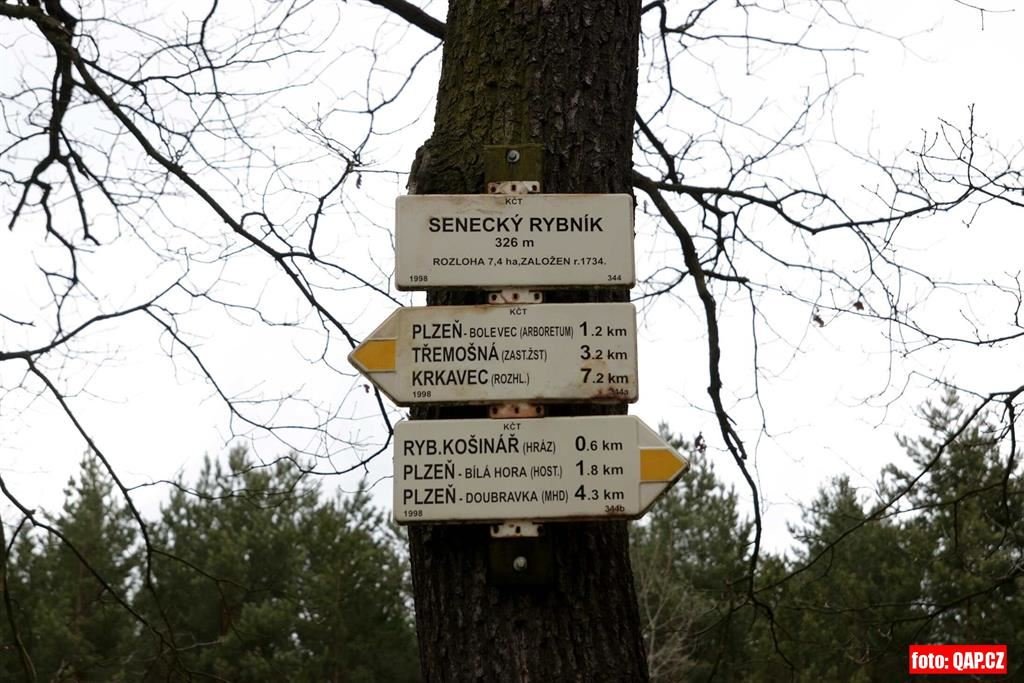 KČT
SENECKÝ RYBNÍK
326 m
ROZLOHA 7,4 ha,ZALOŽEN r.1734.
1998 344
KČT
PLZEŇ - BOLEVEC (ARBORETUM) 1.2 KM
TŘEMOŠNÁ (ZAST.ŽST) 3.2 KM
KRKAVEC (ROZHL.) 7.2 KM
1998 344a
KČT
RYB.KOŠINÁŘ (HRÁZ) 0.6 KM
PLZEŇ - BÍLÁ HORA (HOST.) 1.8 KM
PLZEŇ - DOUBRAVKA (MHD) 4.3 KM
1998 344b
foto: QAP.CZ